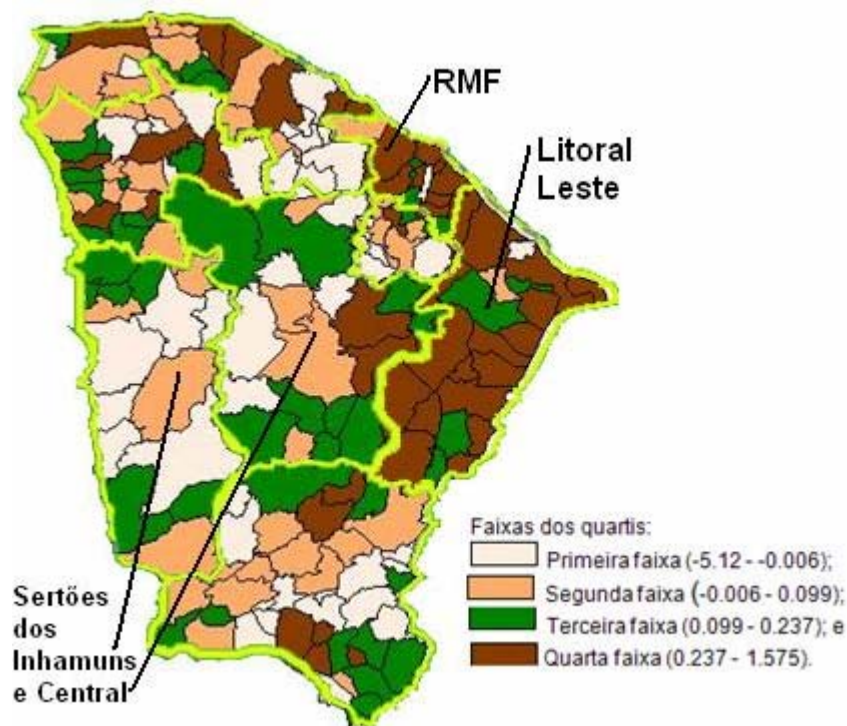 RMF
Litoral
Leste
Sertões
dos
Inhamuns
e Central
Faixas dos quartis:
Primeira faixa (-5.12 - -0.006);
Segunda faixa (-0.006 - 0.099);
Terceira faixa (0.099 - 0.237); e
Quarta faixa (0.237 - 1.575).